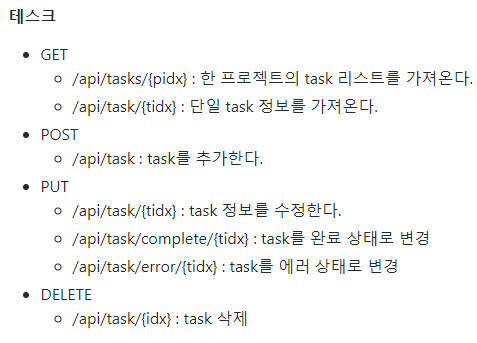 테스크
GET
/api/tasks/{pidx} : 한 프로젝트의 task 리스트를 가져온다.
/api/task/{tidx} : 단일 task 정보를 가져온다.
POST
/api/task : task를 추가한다.
PUT
/api/task/{tidx} : task 정보를 수정한다.
/api/task/complete/{tidx} : task를 완료 상태로 변경
/api/task/error/{tidx} : task를 에러 상태로 변경
DELETE
/api/task/{idx} : task 삭제